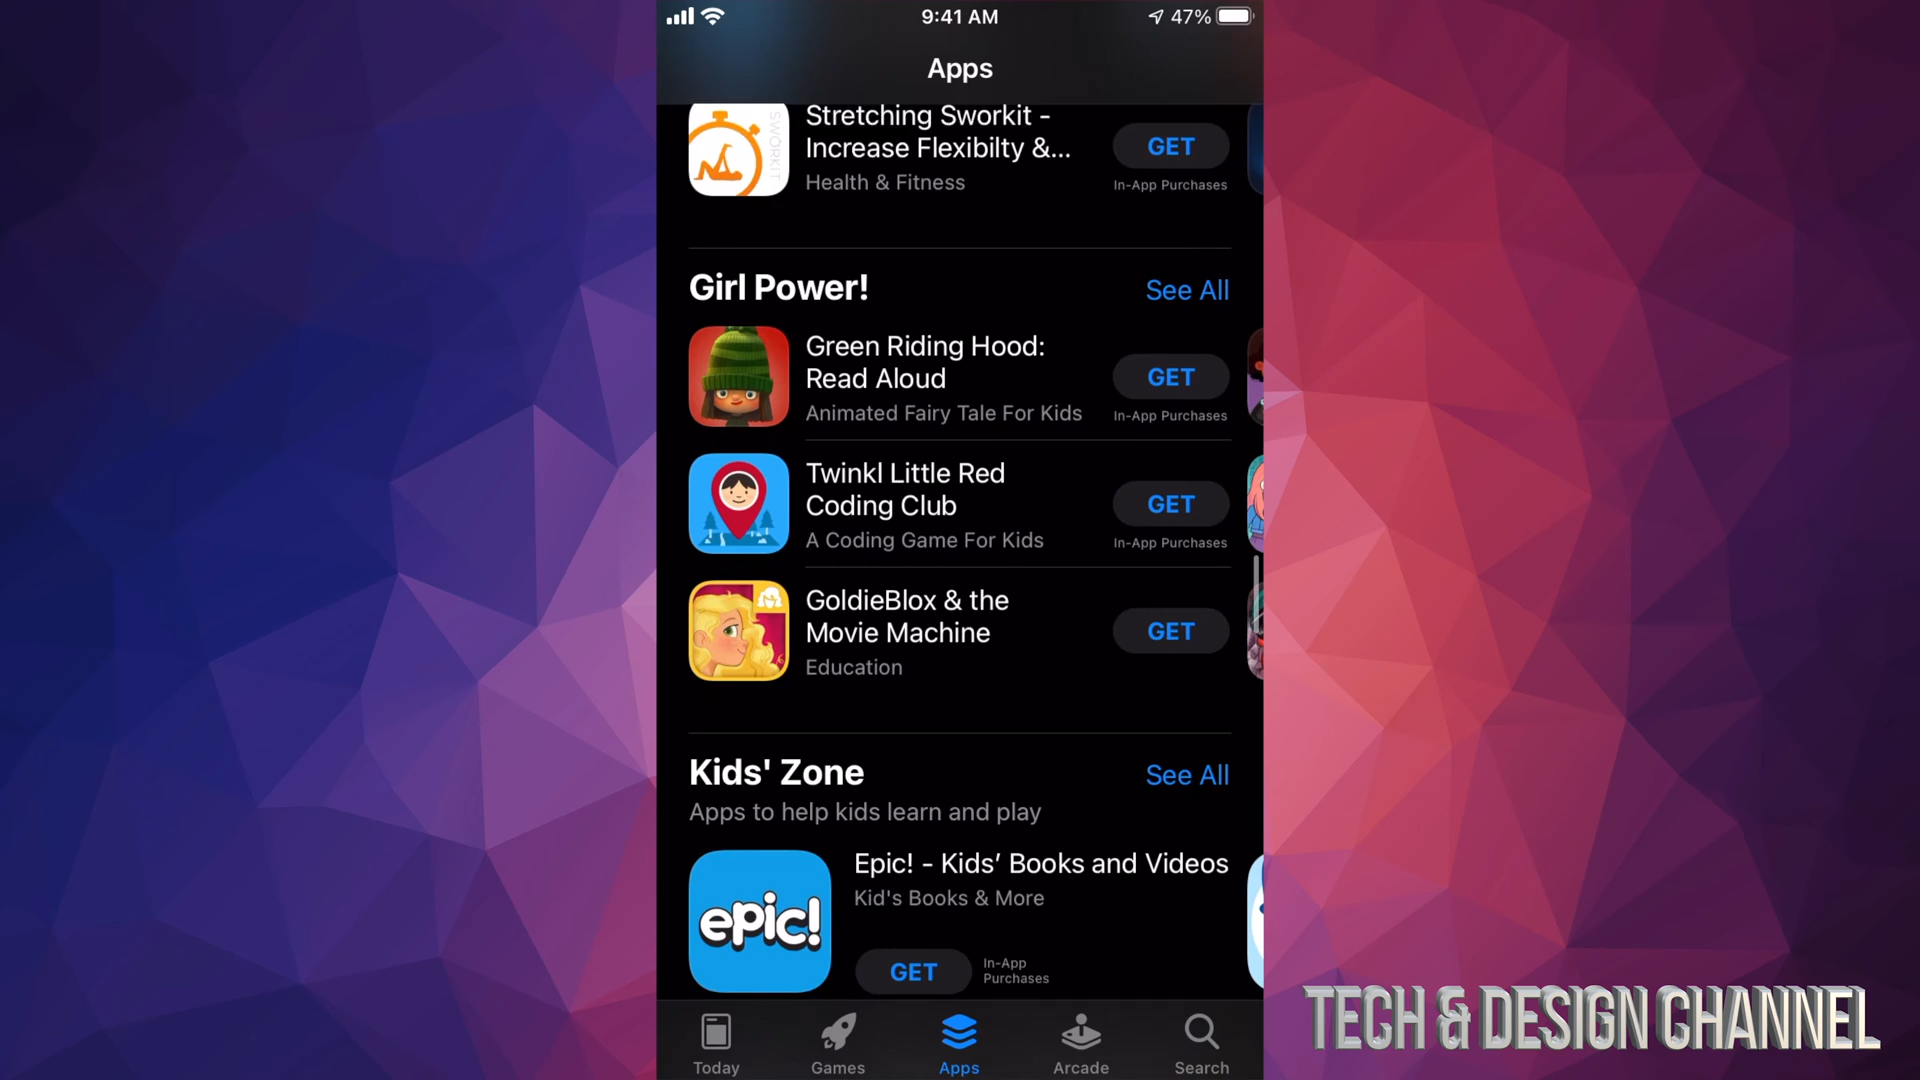 9:41 AM
47%
Apps
Stretching Sworkit -
Increase Flexibilty &...
Health & Fitness
GET
In-App Purchases
SWORKIT
Girl Power!
See All
Green Riding Hood:
Read Aloud
Animated Fairy Tale For Kids
GET
In-App Purchases
Twinkl Little Red
Coding Club
A Coding Game For Kids
GET
In-App Purchases
GoldieBlox & the
Movie Machine
Education
GET
Kids' Zone
See All
Apps to help kids learn and play
epic!
Epic! - Kids’ Books and Videos
Kid's Books & More
GET
In-App
Purchases
Today
Games
Apps
Arcade
Search
TECH & DESIGN CHANNEL